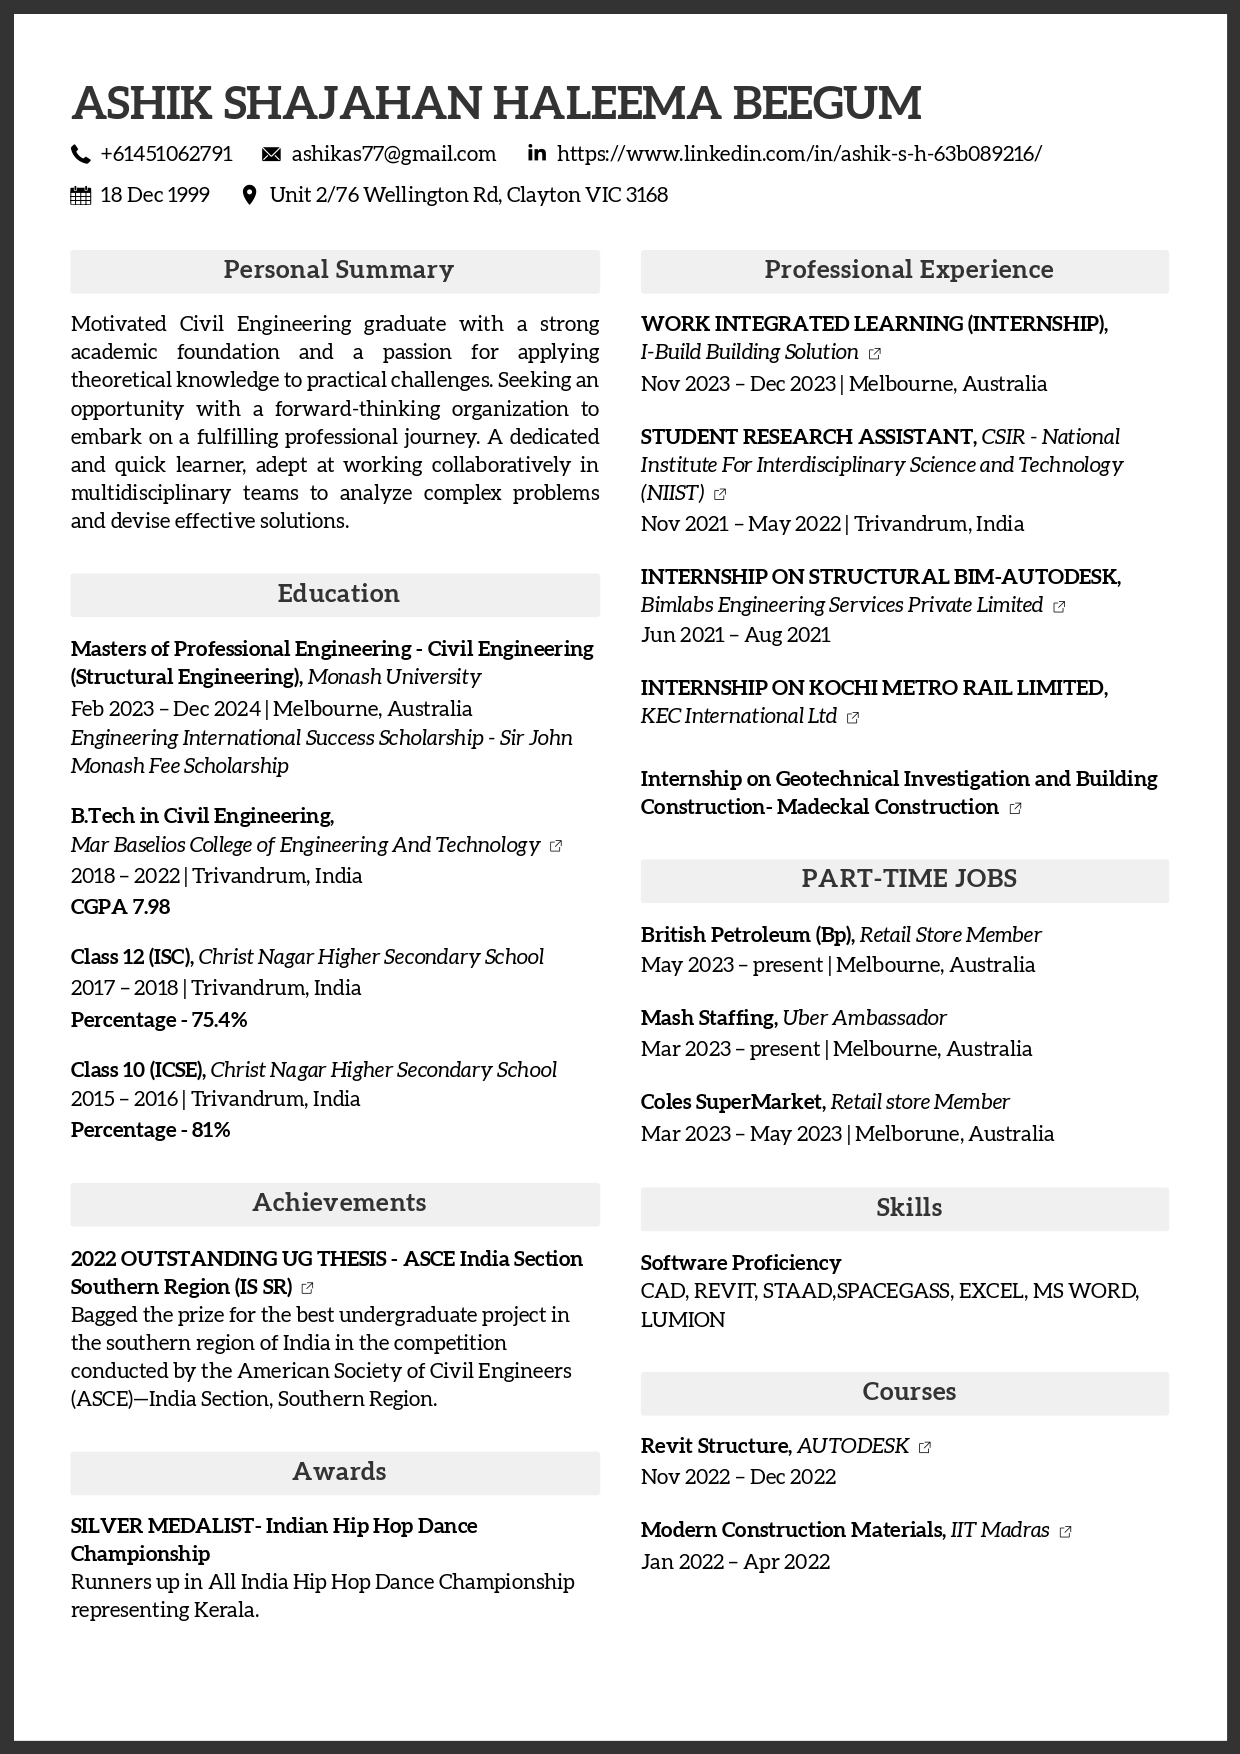 ASHIK SHAJAHAN HALEEMA BEEGUM
+61451062791 ashikas77@gmail.com https://www.linkedin.com/in/ashik-s-h-63b089216/
18 Dec 1999 Unit 2/76 Wellington Rd, Clayton VIC 3168
Personal Summary
Motivated Civil Engineering graduate with a strong
academic foundation and a passion for applying
theoretical knowledge to practical challenges. Seeking an
opportunity with a forward-thinking organization to
embark on a fulfilling professional journey. A dedicated
and quick learner, adept at working collaboratively in
multidisciplinary teams to analyze complex problems
and devise effective solutions.
Education
Masters of Professional Engineering - Civil Engineering
(Structural Engineering), Monash University
Feb 2023 – Dec 2024 | Melbourne, Australia
Engineering International Success Scholarship - Sir John
Monash Fee Scholarship
B.Tech in Civil Engineering,
Mar Baselios College of Engineering And Technology
2018 – 2022 | Trivandrum, India
CGPA 7.98
Class 12 (ISC), Christ Nagar Higher Secondary School
2017 – 2018 | Trivandrum, India
Percentage - 75.4%
Class 10 (ICSE), Christ Nagar Higher Secondary School
2015 – 2016 | Trivandrum, India
Percentage - 81%
Achievements
2022 OUTSTANDING UG THESIS - ASCE India Section
Southern Region (IS SR)
Bagged the prize for the best undergraduate project in
the southern region of India in the competition
conducted by the American Society of Civil Engineers
(ASCE)—India Section, Southern Region.
Awards
SILVER MEDALIST- Indian Hip Hop Dance
Championship
Runners up in All India Hip Hop Dance Championship
representing Kerala.
Professional Experience
WORK INTEGRATED LEARNING (INTERNSHIP),
I-Build Building Solution
Nov 2023 – Dec 2023 | Melbourne, Australia
STUDENT RESEARCH ASSISTANT, CSIR - National
Institute For Interdisciplinary Science and Technology
(NIIST)
Nov 2021 – May 2022 | Trivandrum, India
INTERNSHIP ON STRUCTURAL BIM-AUTODESK,
Bimlabs Engineering Services Private Limited
Jun 2021 – Aug 2021
INTERNSHIP ON KOCHI METRO RAIL LIMITED,
KEC International Ltd
Internship on Geotechnical Investigation and Building
Construction- Madeckal Construction
PART-TIME JOBS
British Petroleum (Bp), Retail Store Member
May 2023 – present | Melbourne, Australia
Mash Staffing, Uber Ambassador
Mar 2023 – present | Melbourne, Australia
Coles SuperMarket, Retail store Member
Mar 2023 – May 2023 | Melborune, Australia
Skills
Software Proficiency
CAD, REVIT, STAAD,SPACEGASS, EXCEL, MS WORD,
LUMION
Courses
Revit Structure, AUTODESK
Nov 2022 – Dec 2022
Modern Construction Materials, IIT Madras
Jan 2022 – Apr 2022